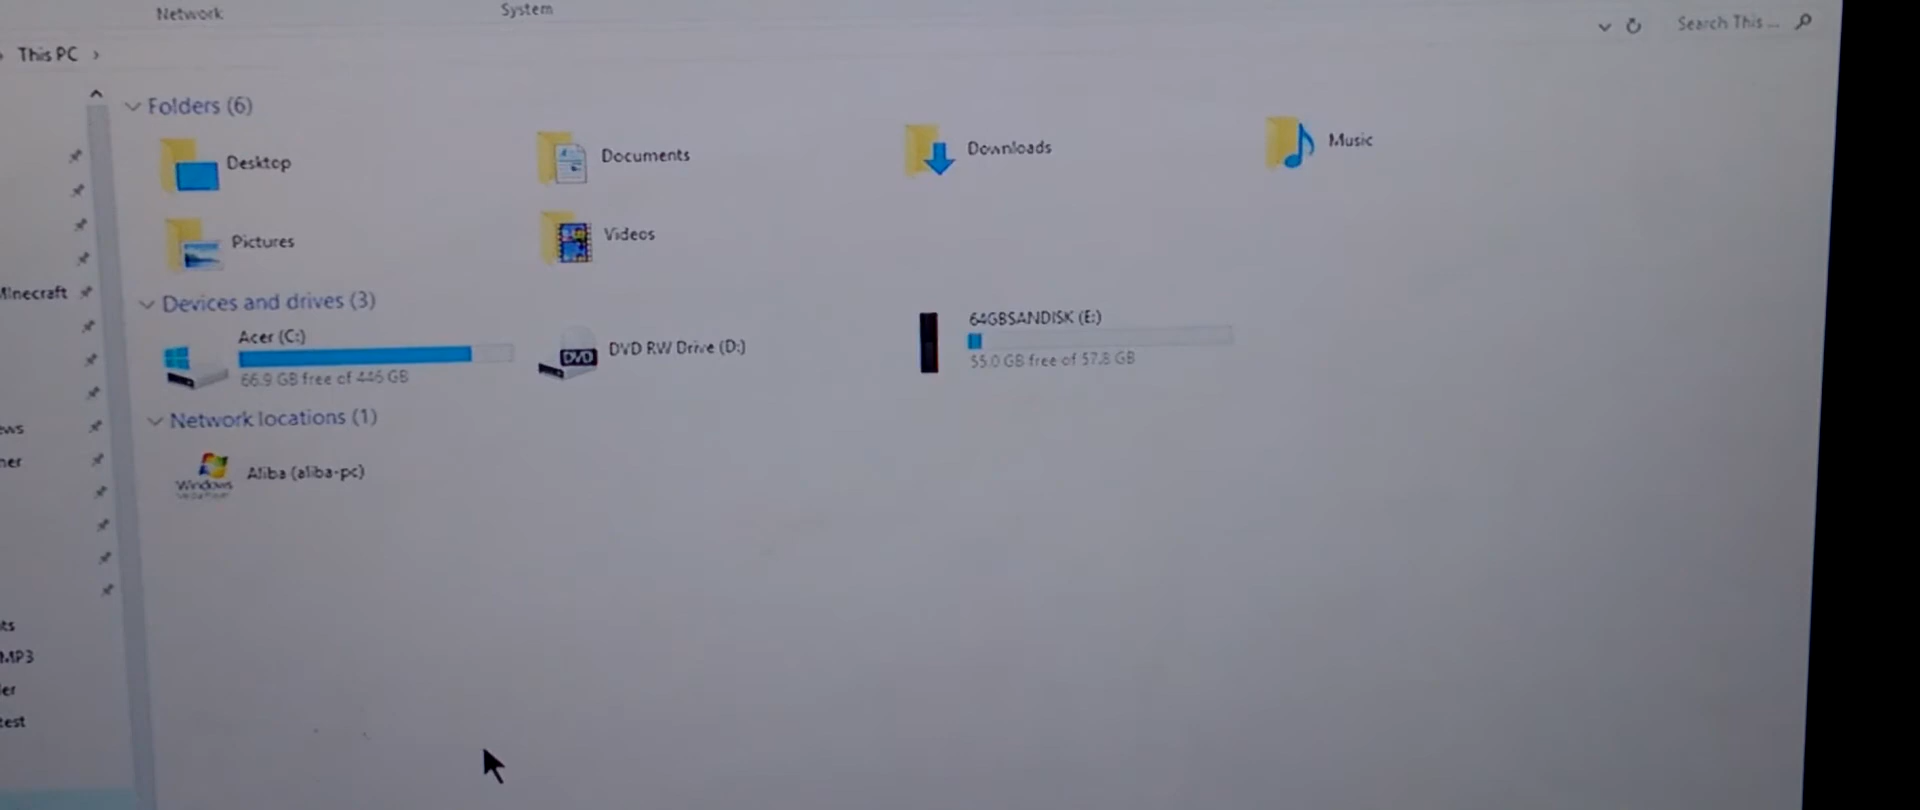 Network
System
Search This ...
This PC
Folders (6)
Desktop
Documents
Downloads
Music
Pictures
Videos
Minecraft
Devices and drives (3)
Acer (C:)
66.9 GB free of 446 GB
DVD
DVD RW Drive (D:)
64GBSANDISK (E:)
55.0 GB free of 57.8 GB
Network locations (1)
ews
ner
Windows
Aliba (aliba-pc)
ts
MP3
er
test